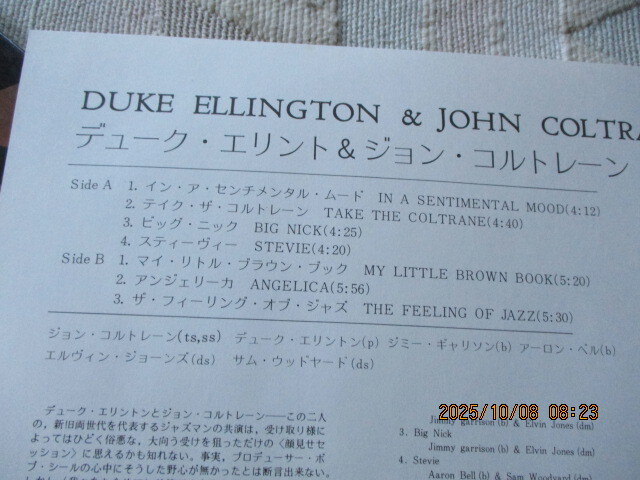 DUKE ELLINGTON & JOHN COLTRA
デューク・エリント&ジョン・コルトレーン
Side A 1. イン・ア・センチメンタル・ムード IN A SENTIMENTAL MOOD(4:12)
2. テイク・ザ・コルトレーン TAKE THE COLTRANE(4:40)
3. ビッグ・ニック BIG NICK(4:25)
4. スティーヴィー STEVIE(4:20)
Side B 1. マイ・リトル・ブラウン・ブック MY LITTLE BROWN BOOK(5:20)
2. アンジェリーカ ANGELICA(5:56)
3. ザ・フィーリング・オブ・ジャズ THE FEELING OF JAZZ(5:30)
ジョン・コルトレーン(ts,ss) デューク・エリントン(p) ジミー・ギャリソン(b) アーロン・ベル(b)
エルヴィン・ジョーンズ(ds) サム・ウッドヤード(ds)
デューク・エリントンとジョン・コルトレーン——この二人
の,新旧両世代を代表するジャズマンの共演は,受け取り様に
よってはひどく俗悪な,大向う受けを狙っただけの〈顔見せセ
ッション〉に思えるかも知れない。事実,プロデューサー・ボ
ブ・シールの心中にそうした野心が無かったとは断言出来ない。
Jimmy garrison(b) & Elvin Jones(dm)
3. Big Nick
Jimmy garrison(b) & Elvin Jones(dm)
4. Stevie
Aaron Bell(b) & Sam Woodyard(dm)
2025/10/08 08:23